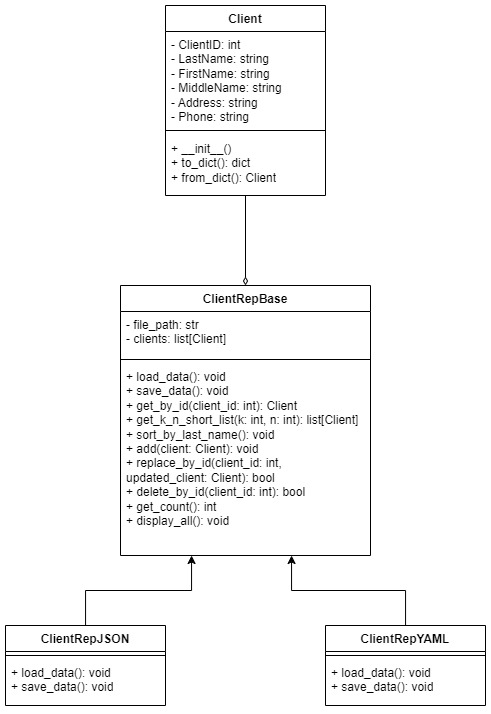 Client
- ClientID: int
- LastName: string
- FirstName: string
- MiddleName: string
- Address: string
- Phone: string
+ __init__()
+ to_dict(): dict
+ from_dict(): Client
ClientRepBase
- file_path: str
- clients: list[Client]
+ load_data(): void
+ save_data(): void
+ get_by_id(client_id: int): Client
+ get_k_n_short_list(k: int, n: int): list[Client]
+ sort_by_last_name(): void
+ add(client: Client): void
+ replace_by_id(client_id: int,
updated_client: Client): bool
+ delete_by_id(client_id: int): bool
+ get_count(): int
+ display_all(): void
ClientRepJSON
+ load_data(): void
+ save_data(): void
ClientRepYAML
+ load_data(): void
+ save_data(): void